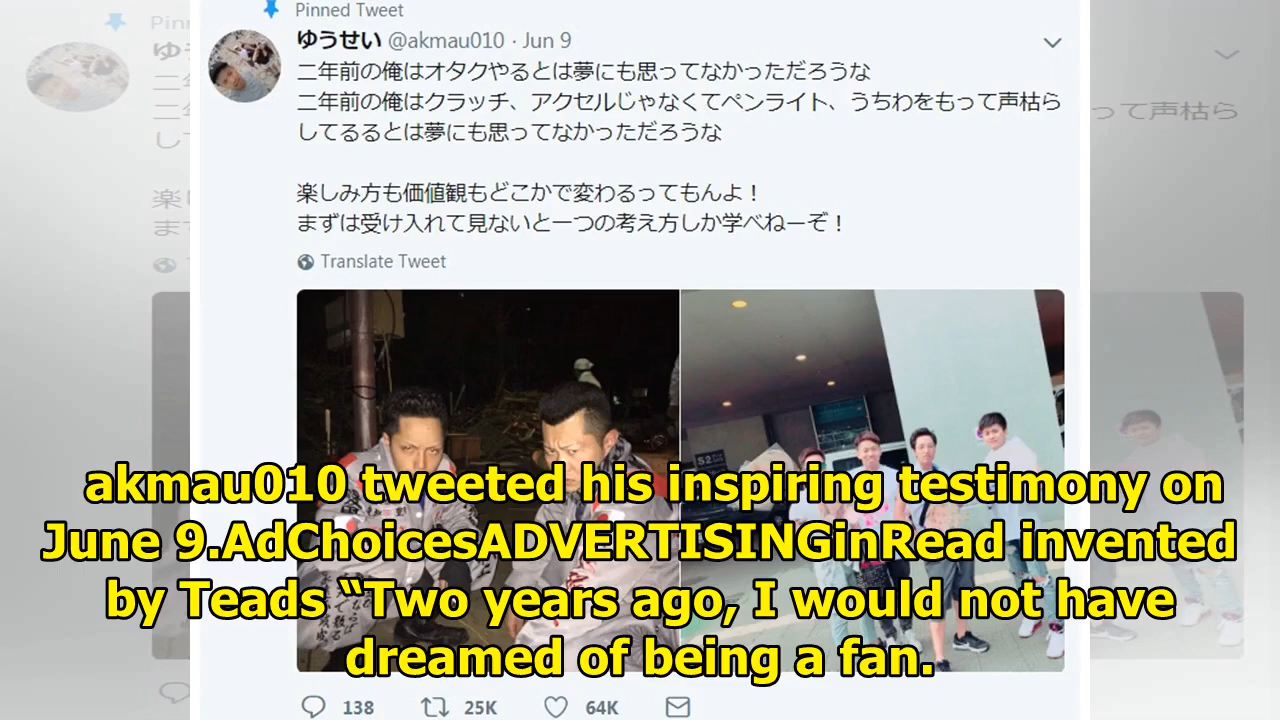 Pinned Tweet
ゆうせい @akmau010 · Jun 9
二年前の俺はオタクやるとは夢にも思ってなかっただろうな
二年前の俺はクラッチ、アクセルじゃなくてペンライト、うちわをもって声枯ら
してるるとは夢にも思ってなかっただろうな
楽しみ方も価値観もどこかで変わるってもんよ！
まずは受け入れて見ないと一つの考え方しか学べねーぞ！
Translate Tweet
akmau010 tweeted his inspiring testimony on
June 9.AdChoicesADVERTISINGinRead invented
by Teads “Two years ago, I would not have
dreamed of being a fan.
138 25K 64K